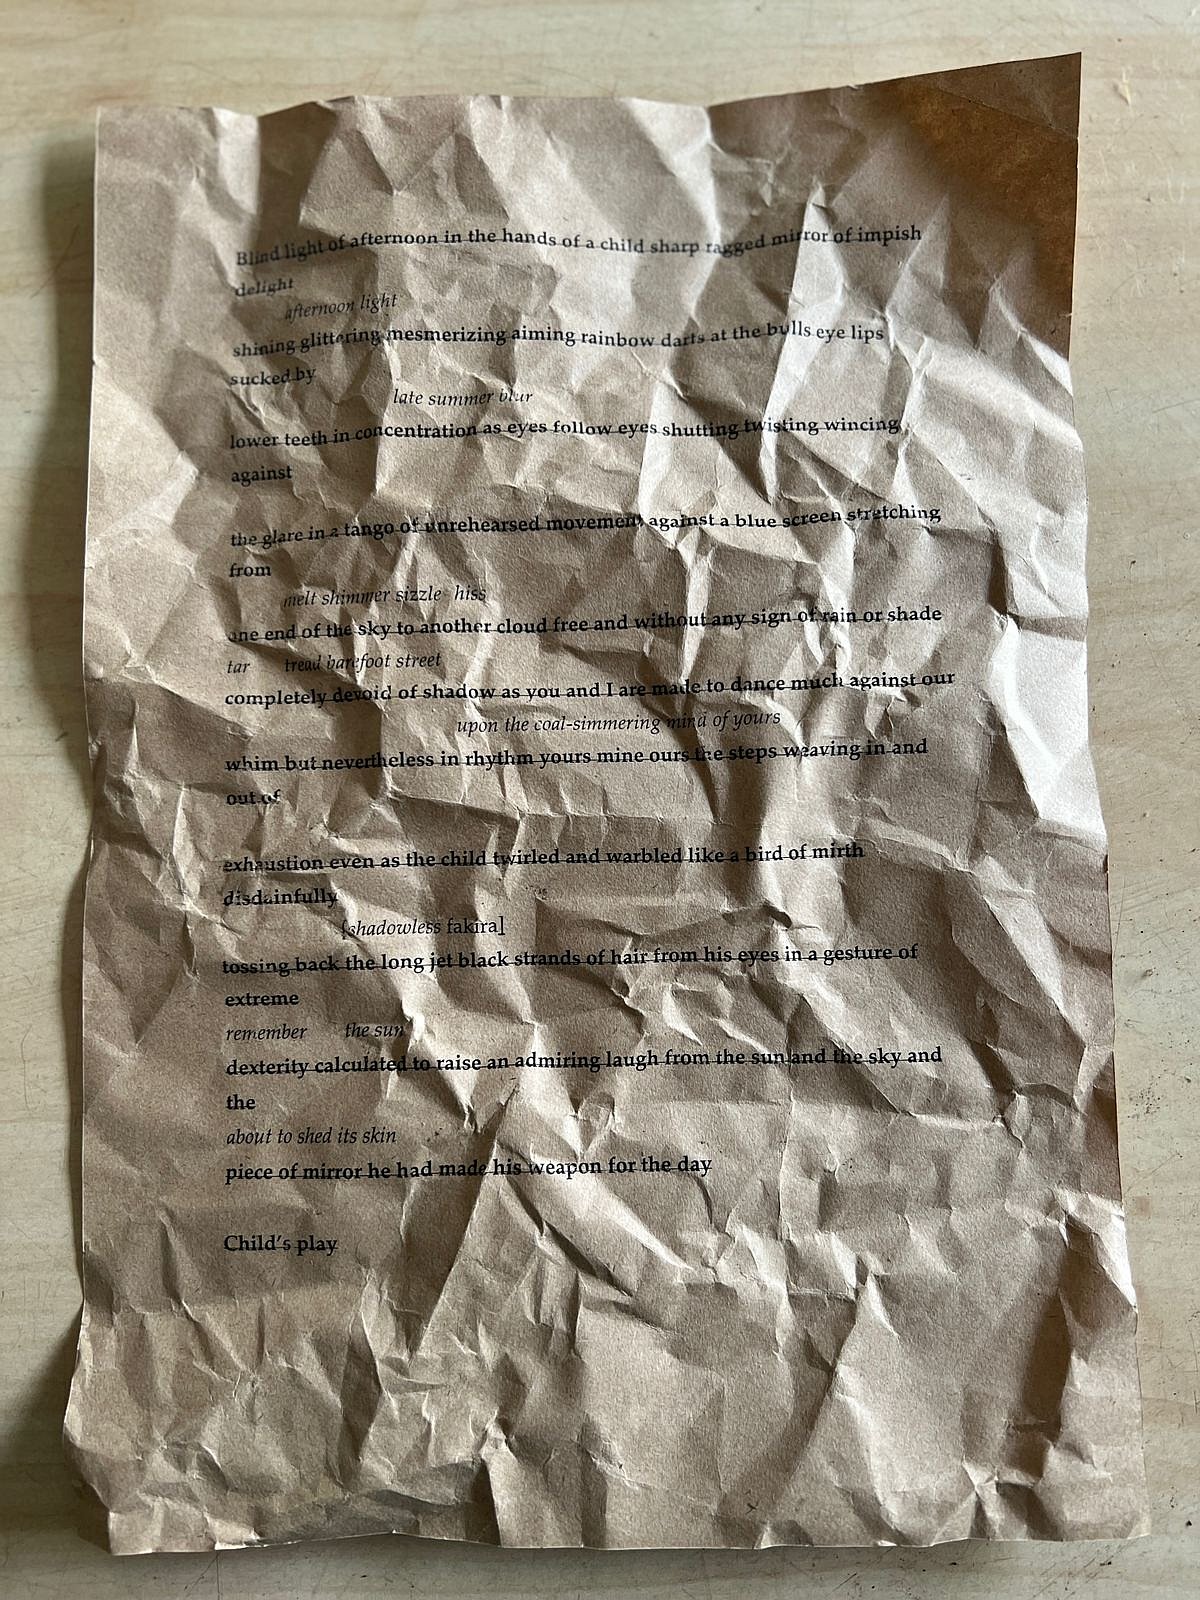 Blind light of afternoon in the hands of a child sharp ragged mirror of impish
delight
afternoon light
shining glittering mesmerizing aiming rainbow darts at the bulls eye lips
sucked by
late summer blur
lower teeth in concentration as eyes follow eyes shutting twisting wincing
against
the glare in a tango of unrehearsed movement against a blue screen stretching
from
melt shimmer sizzle hiss
one end of the sky to another cloud free and without any sign of rain or shade
tar tread barefoot street
completely devoid of shadow as you and I are made to dance much against our
upon the coal-simmering mind of yours
whim but nevertheless in rhythm yours mine ours the steps weaving in and
out of
exhaustion even as the child twirled and warbled like a bird of mirth
disdainfully
[shadowless fakira]
tossing back the long jet black strands of hair from his eyes in a gesture of
extreme
remember the sun
dexterity calculated to raise an admiring laugh from the sun and the sky and
the
about to shed its skin
piece of mirror he had made his weapon for the day
Child's play